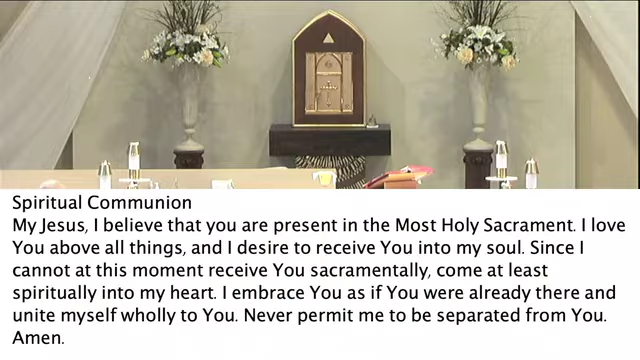 Spiritual Communion
My Jesus, I believe that you are present in the Most Holy Sacrament. I love
You above all things, and I desire to receive You into my soul. Since I
cannot at this moment receive You sacramentally, come at least
spiritually into my heart. I embrace You as if You were already there and
unite myself wholly to You. Never permit me to be separated from You.
Amen.